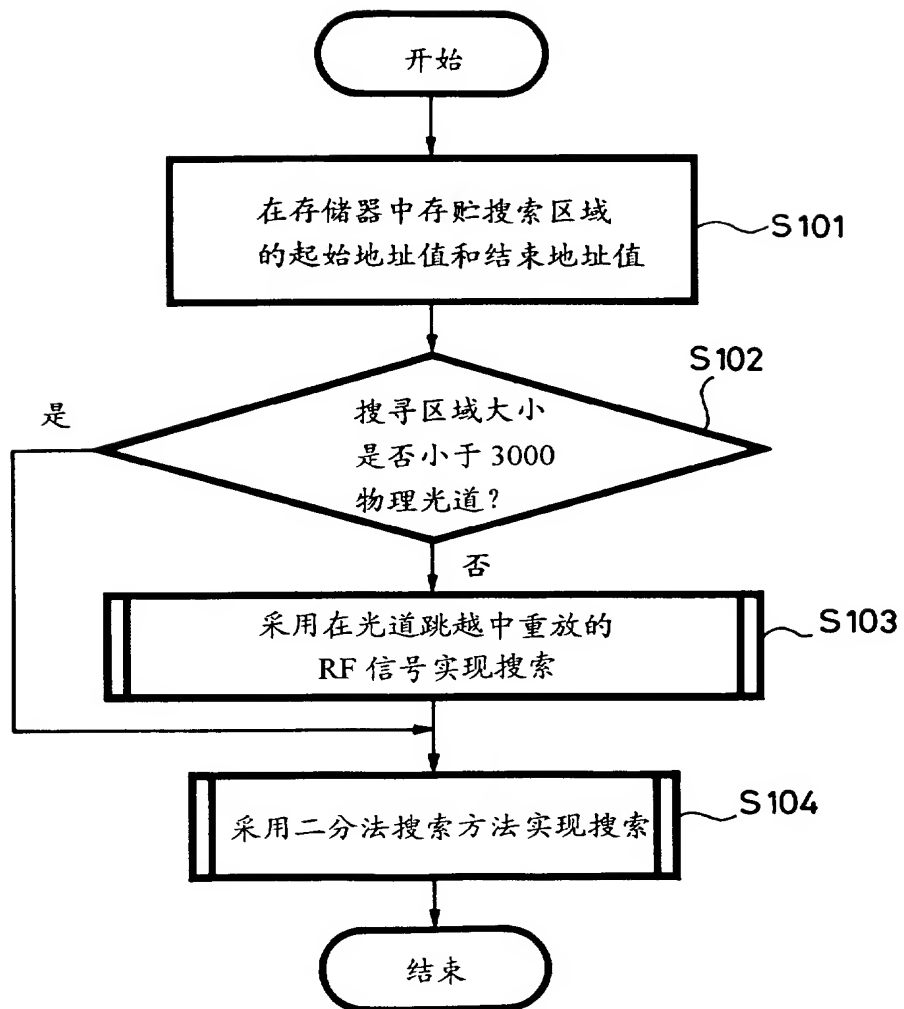 开始
在存储器中存贮搜索区域
的起始地址值和结束地址值
S101
S102
是
搜寻区域大小
是否小于3000
物理光道?
否
采用在光道跳越中重放的
RF信号实现搜索
S103
采用二分法搜索方法实现搜索
S104
结束